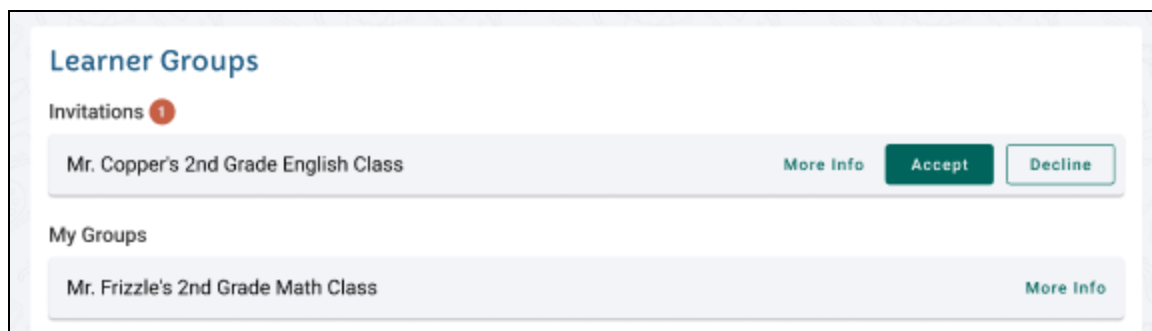 Learner Groups
Invitations 1
Mr. Copper's 2nd Grade English Class More Info Accept Decline
My Groups
Mr. Frizzle's 2nd Grade Math Class More Info